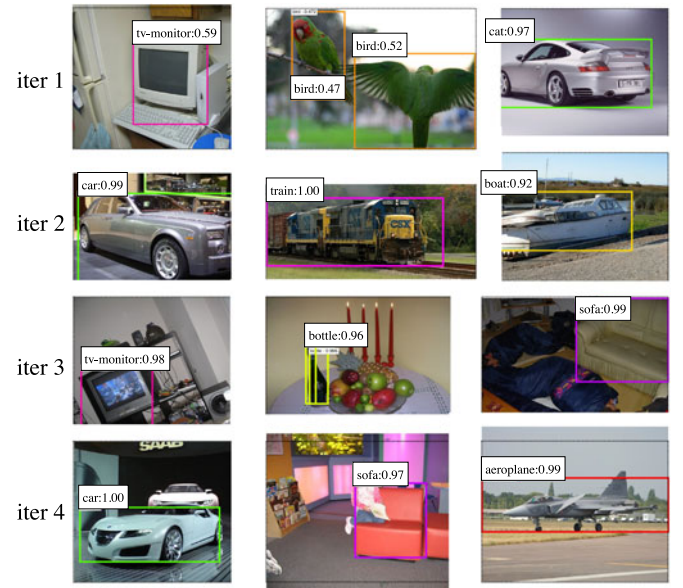 iter 1
tv-monitor:0.59
bird:0.52
bird:0.47
cat:0.97
iter 2
car:0.99
train:1.00
boat:0.92
iter 3
tv-monitor:0.98
bottle:0.96
sofa:0.99
iter 4
SAAB
car:1.00
sofa:0.97
aeroplane:0.99